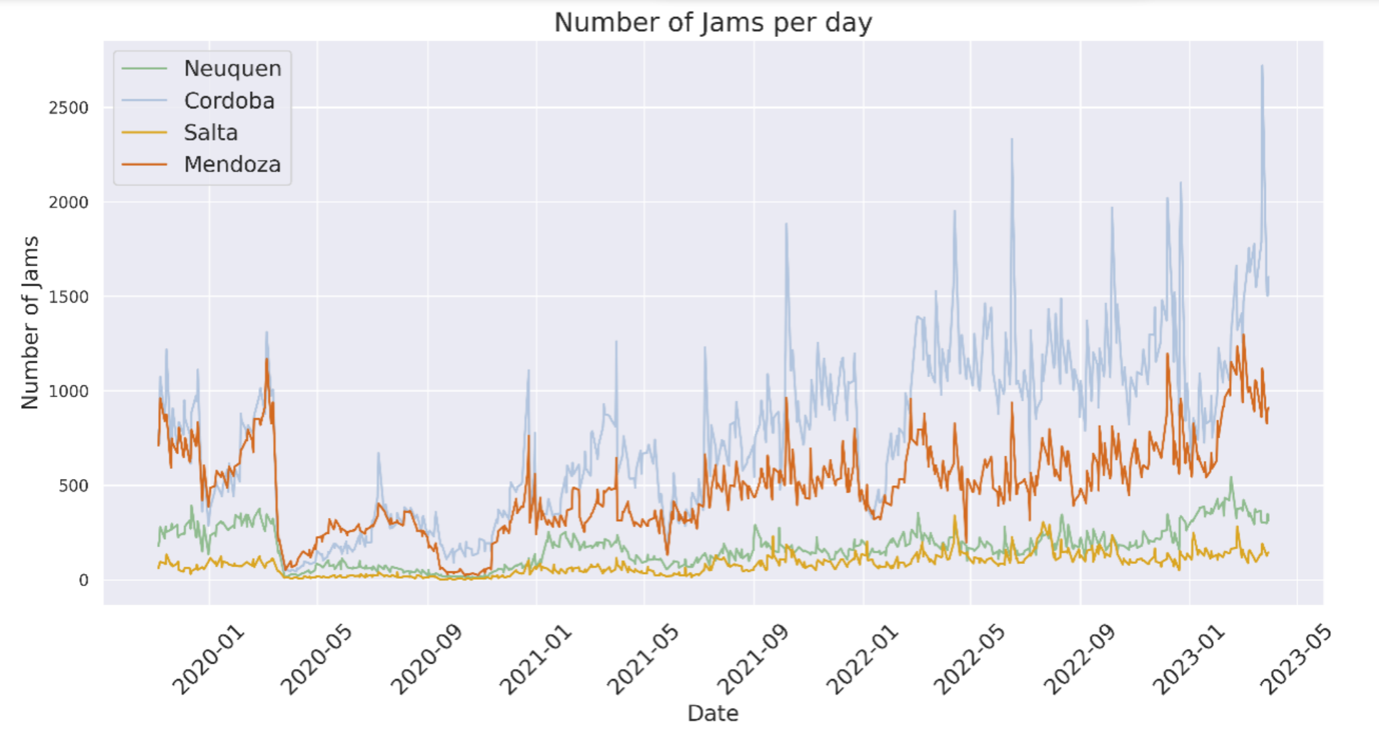 Number of Jams per day
Neuquen
Cordoba
Salta
Mendoza
Number of Jams
2500
2000
1500
1000
500
0
2020-01
2020-05
2020-09
2021-01
2021-05
2021-09
2022-01
2022-05
2022-09
2023-01
2023-05
Date